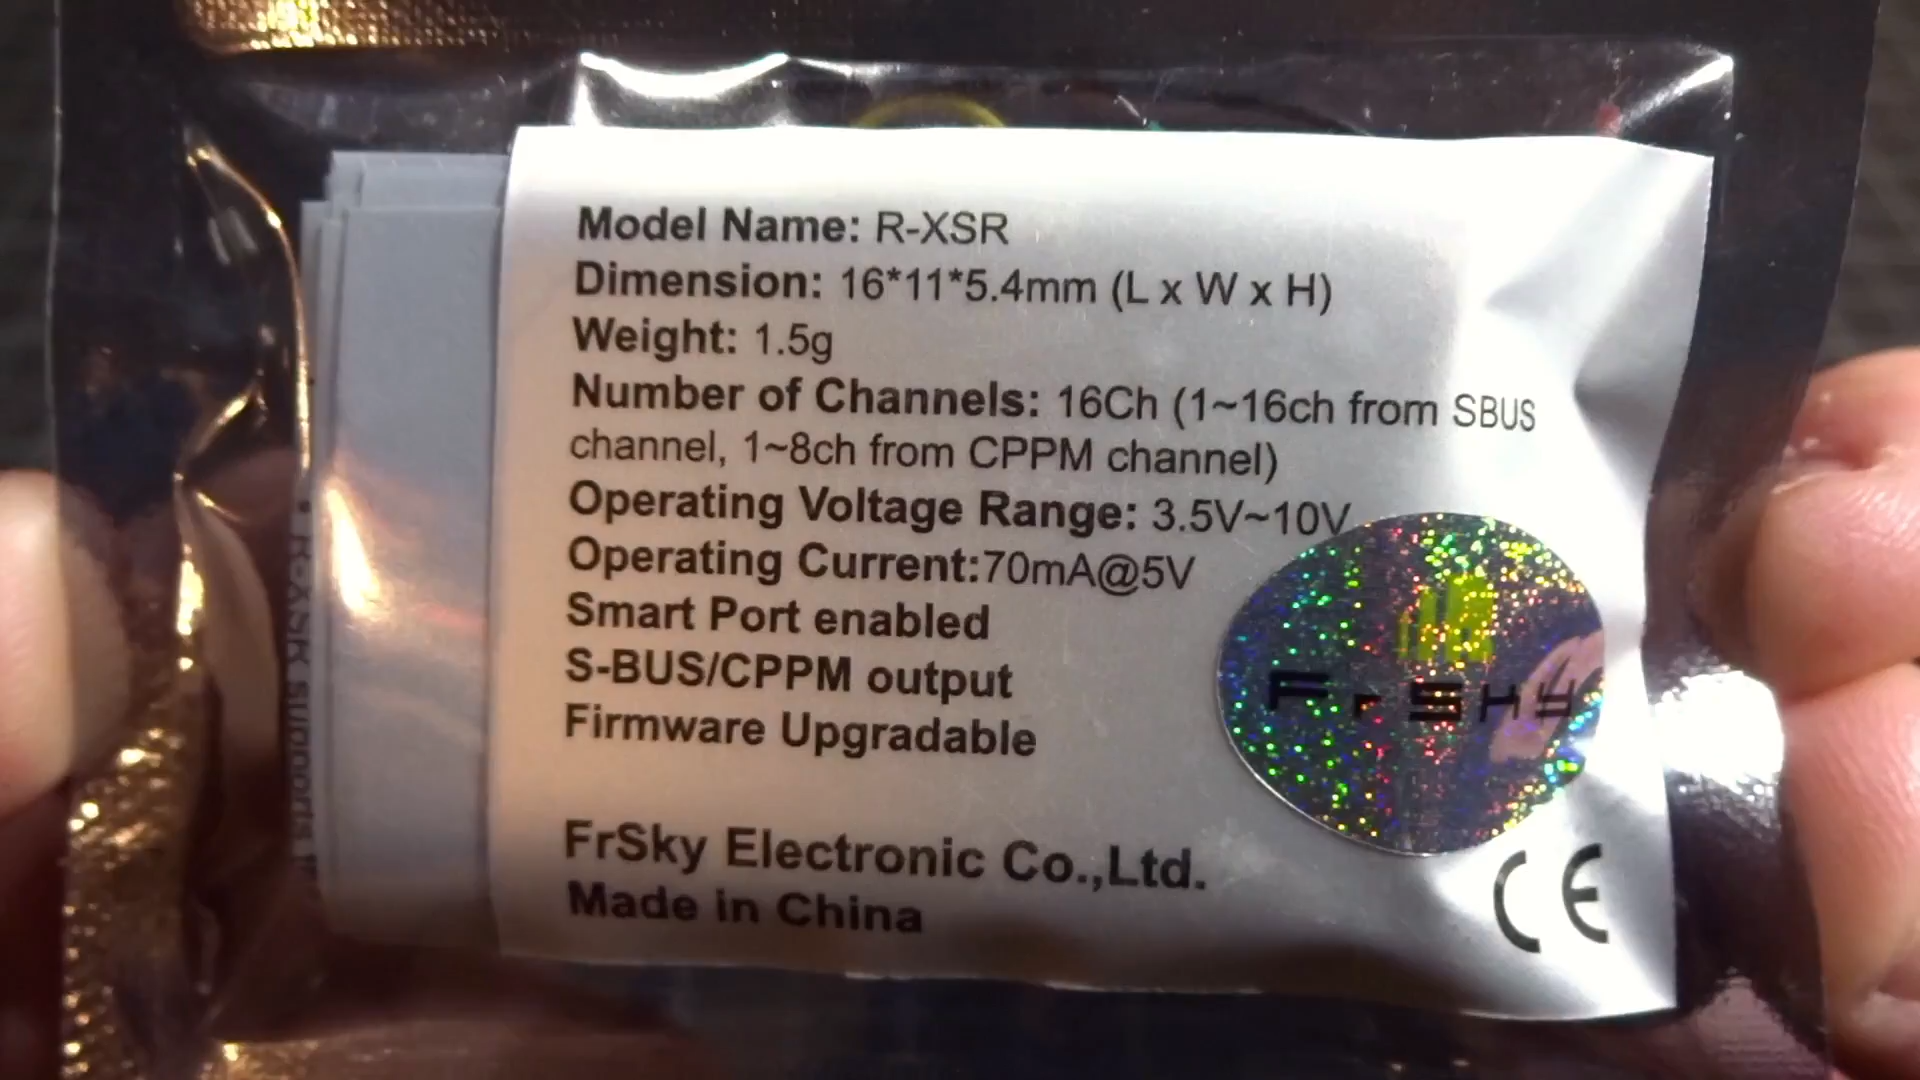 Model Name: R-XSR
Dimension: 16*11*5.4mm (L x W x H)
Weight: 1.5g
Number of Channels: 16Ch (1~16ch from SBUS
channel, 1~8ch from CPPM channel)
Operating Voltage Range: 3.5V~10V
Operating Current:70mA@5V
Smart Port enabled
S-BUS/CPPM output
Firmware Upgradable
FrSky
FrSky Electronic Co.,Ltd.
Made in China
CE
supports